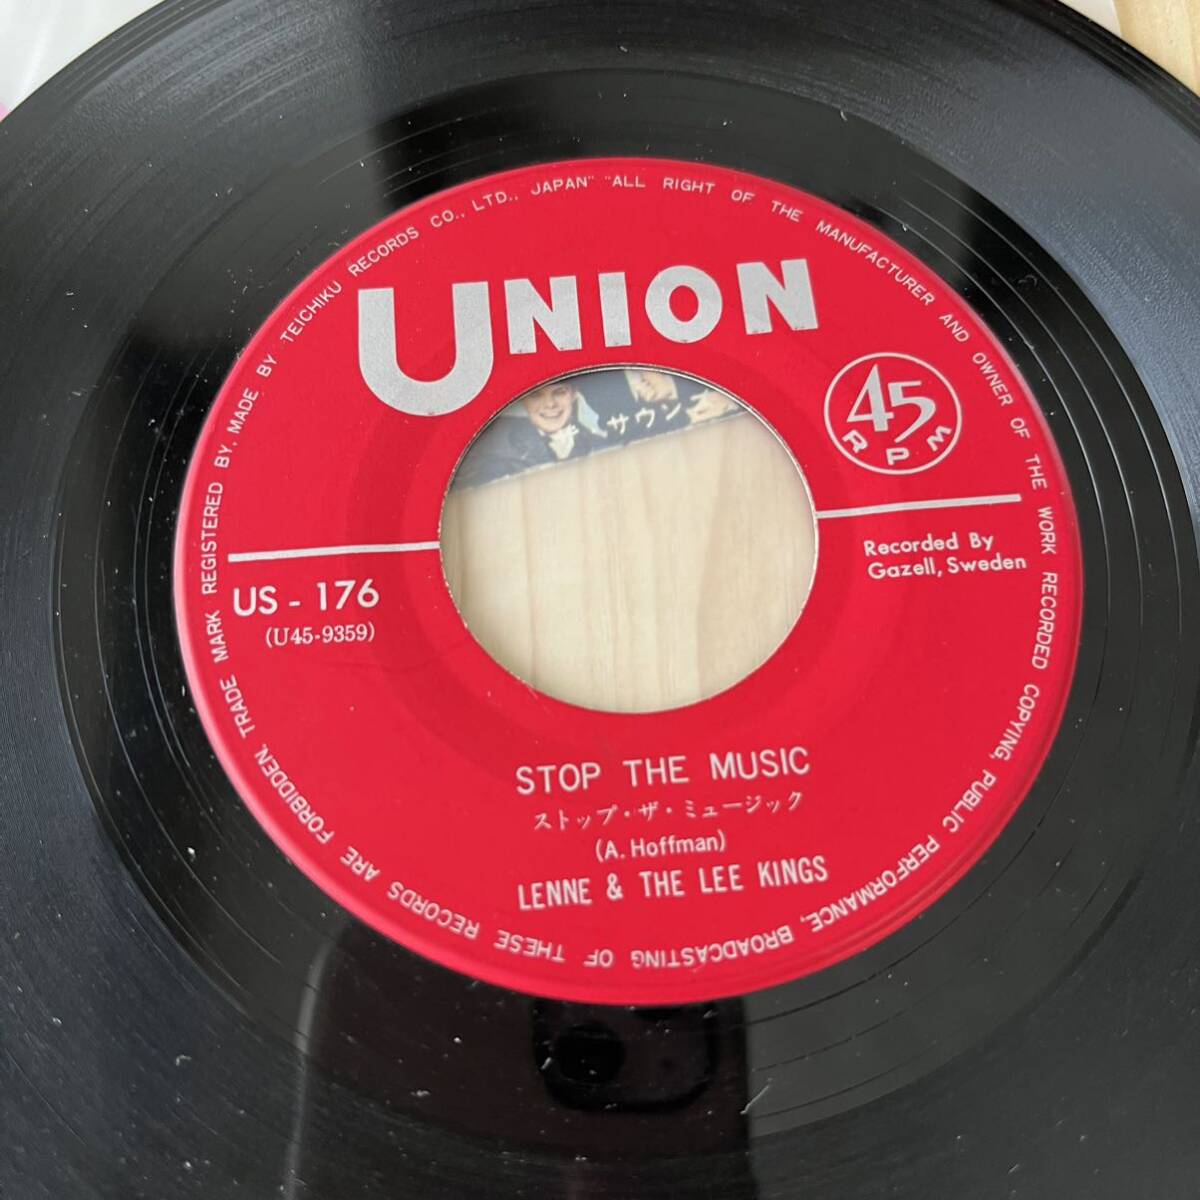 TRADE MARK REGISTERED BY, MADE BY TEICHIKU RECORDS CO., LTD., JAPAN" "ALL RIGHT OF THE MANUFACTURER AND OWNER OF THE WORK RECORDED COPYING, PUBLIC PERFORMANCE, BROADCASTING OF THESE RECORDS ARE FORBIDDEN,
UNION
45
RPM
ザ・サウンズ
Recorded By
Gazell, Sweden
US - 176
(U45-9359)
STOP THE MUSIC
ストップ・ザ・ミュージック
(A. Hoffman)
LENNE & THE LEE KINGS